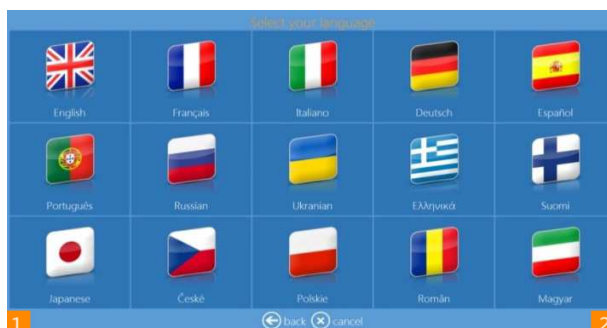 Select your language
English Français Italiano Deutsch Español
Português Russian Ukranian Ελληνικά Suomi
Japanese České Polskie Român Magyar
1 back cancel 2